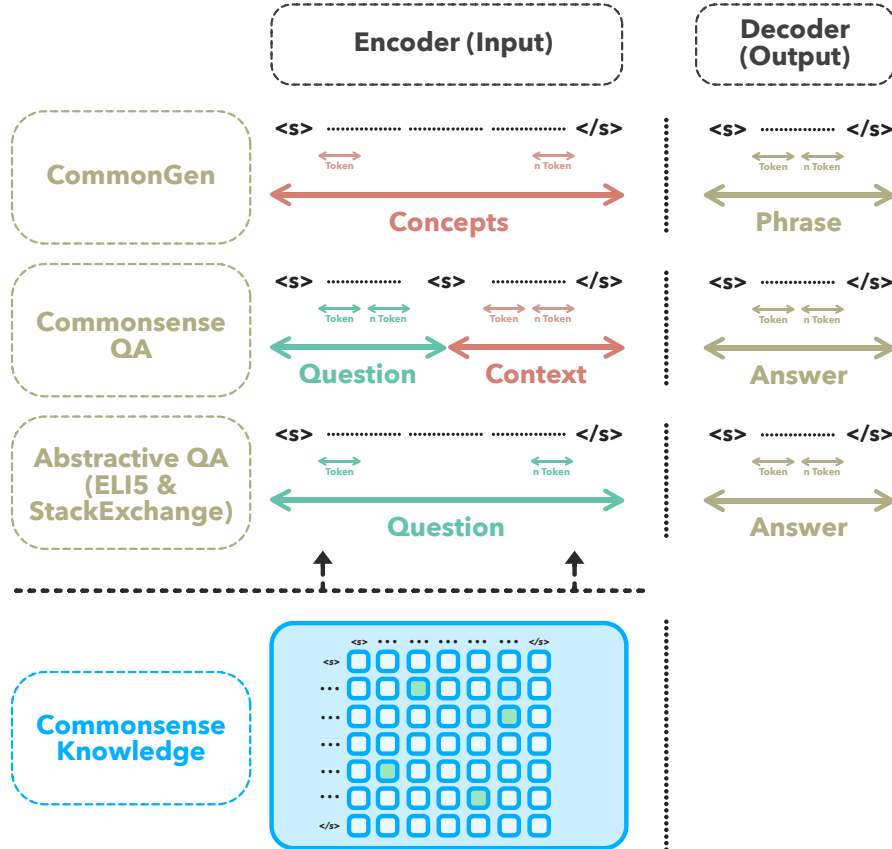 Encoder (Input)
Decoder
(Output)
CommonGen
<s> </s> <s> </s>
Token n Token Token n Token
Concepts Phrase
Commonsense
QA
<s> <s> </s> <s> </s>
Token n Token Token n Token Token n Token
Question Context Answer
Abstractive QA
(ELI5 &
StackExchange)
<s> </s> <s> </s>
Token n Token Token n Token
Question Answer
Commonsense
Knowledge
<s> ... ... ... ... ... </s>
<s>
...
...
...
...
...
</s>